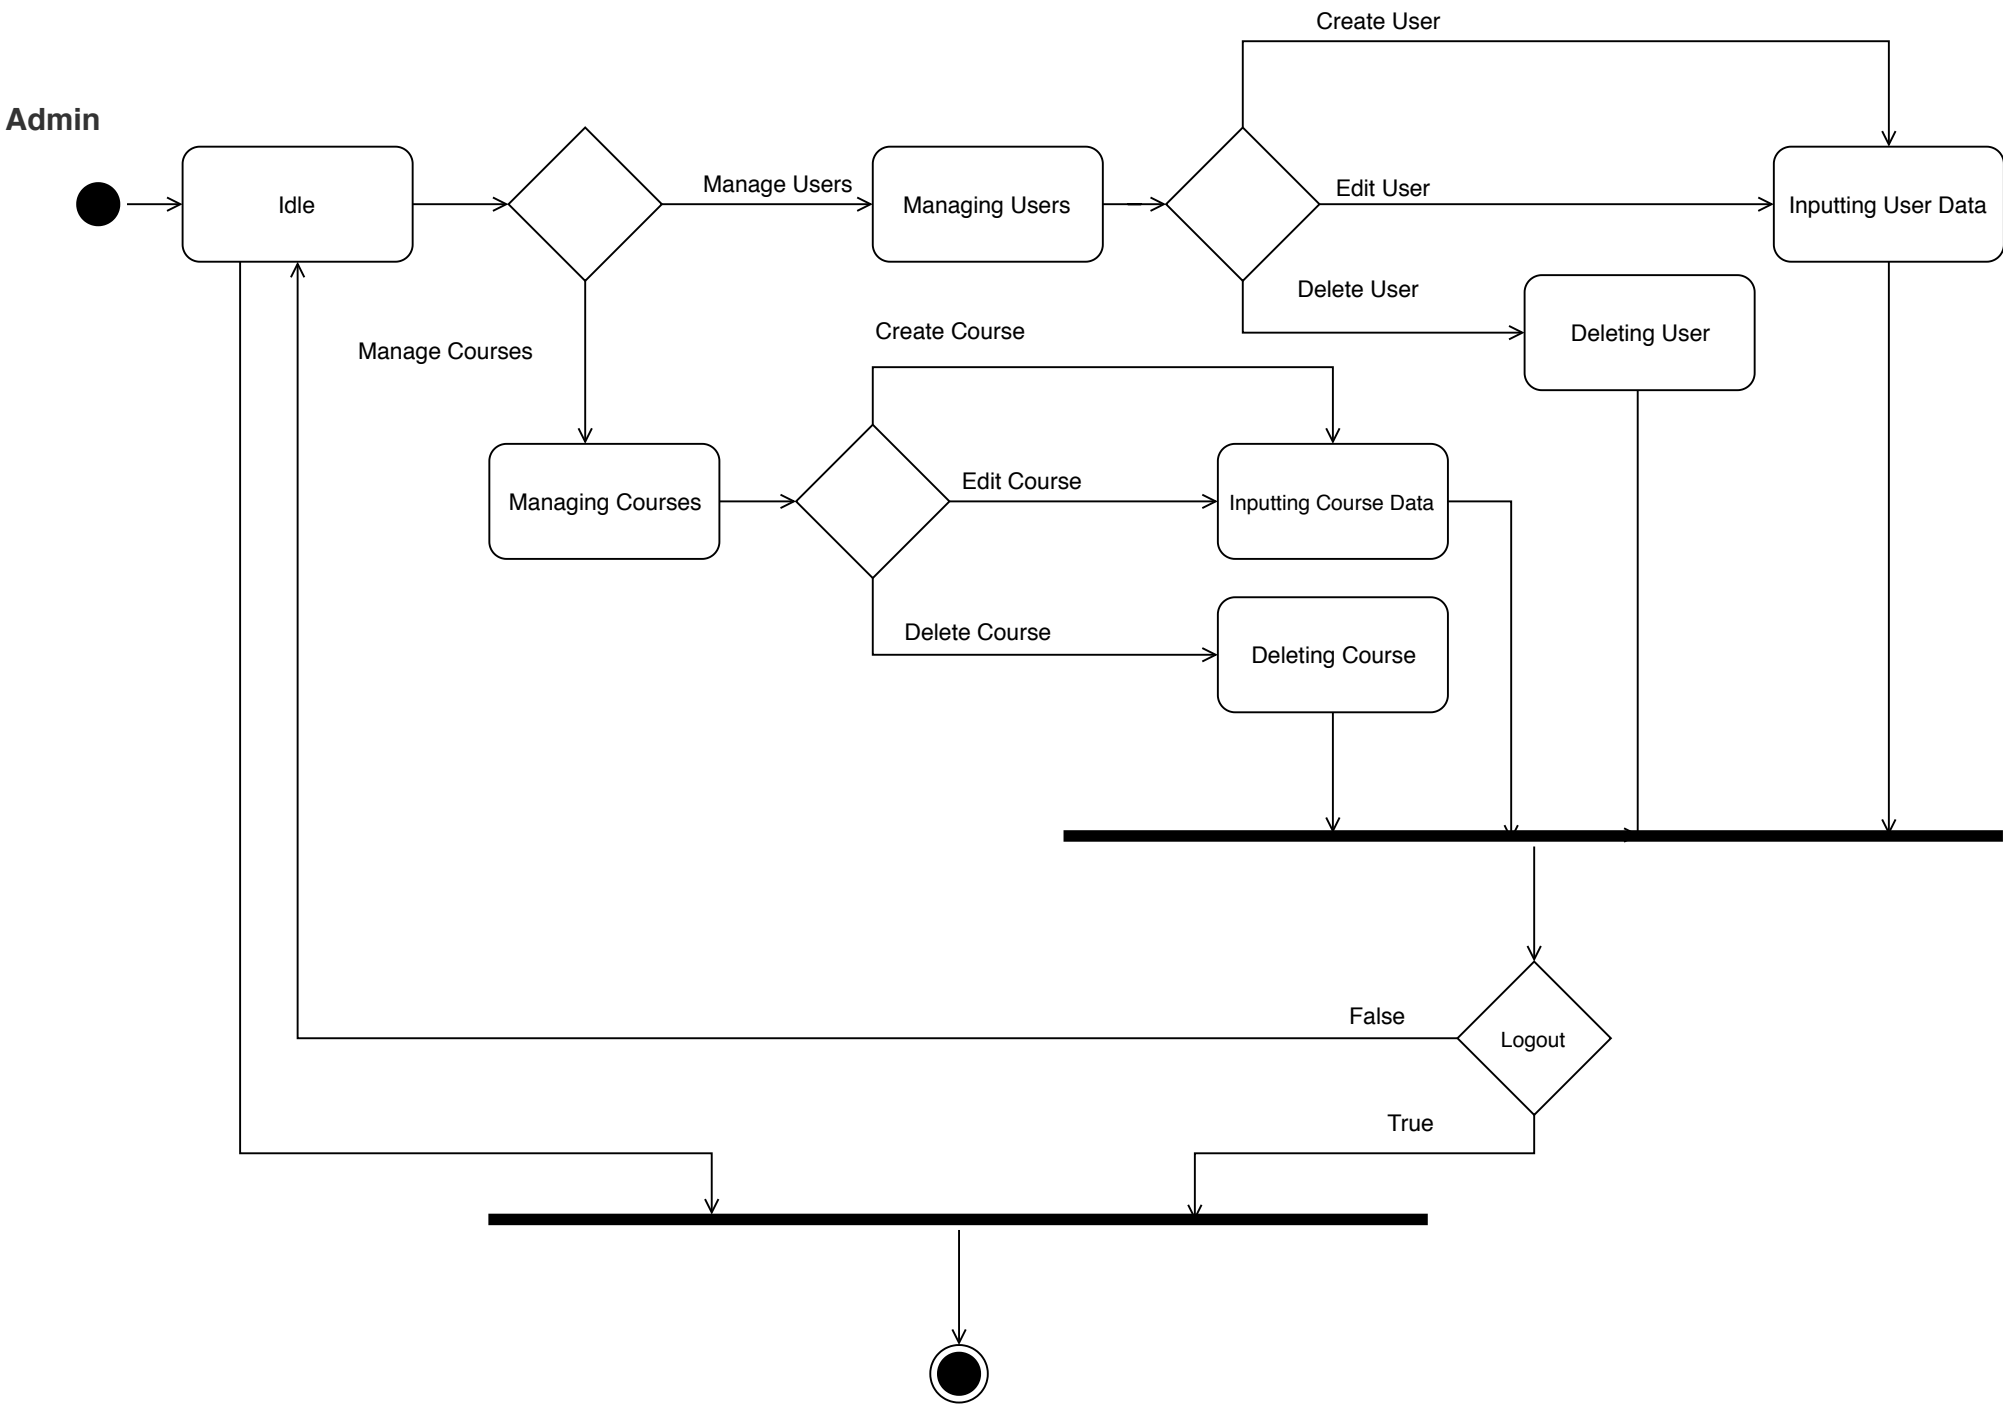 Create User
Admin
Idle
Manage Users
Managing Users
Edit User
Inputting User Data
Delete User
Deleting User
Manage Courses
Create Course
Managing Courses
Edit Course
Inputting Course Data
Delete Course
Deleting Course
False
Logout
True